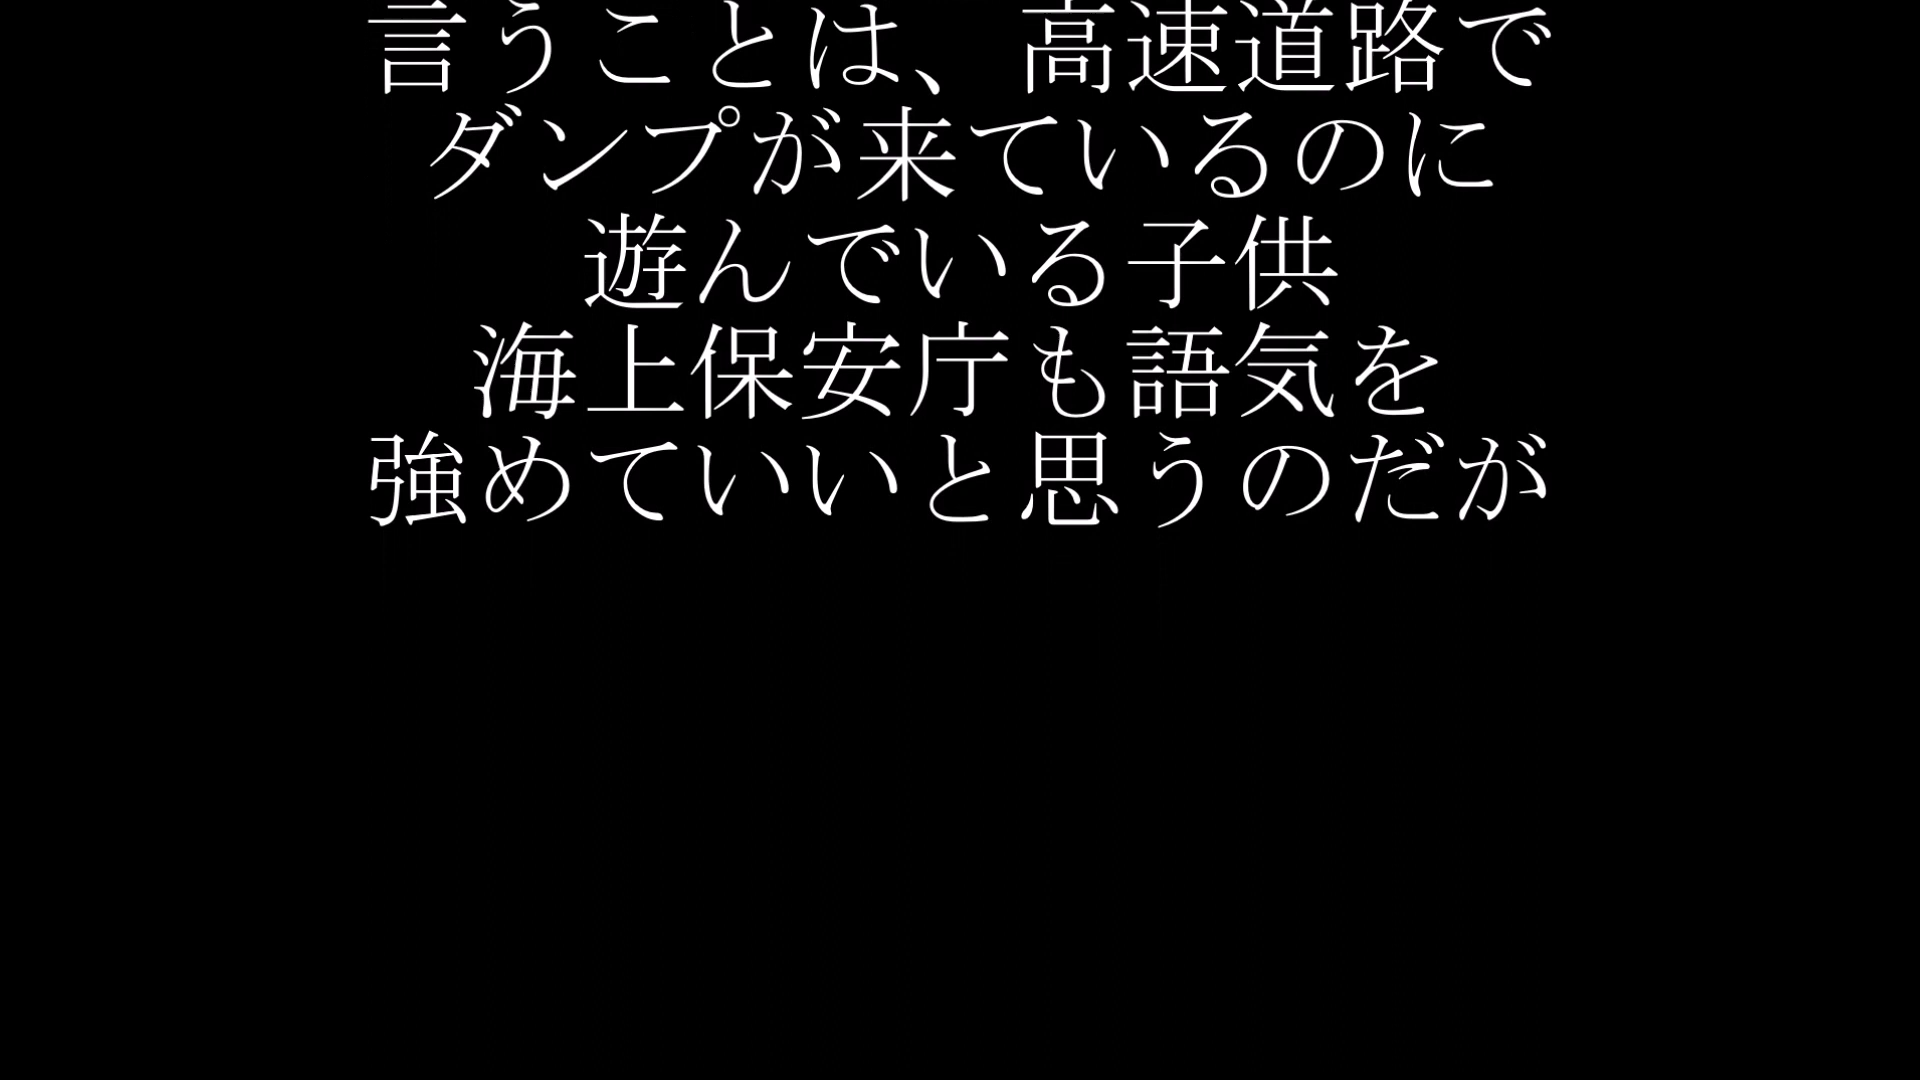 言うことは、高速道路で
ダンプが来ているのに
遊んでいる子供
海上保安庁も語気を
強めていいと思うのだが